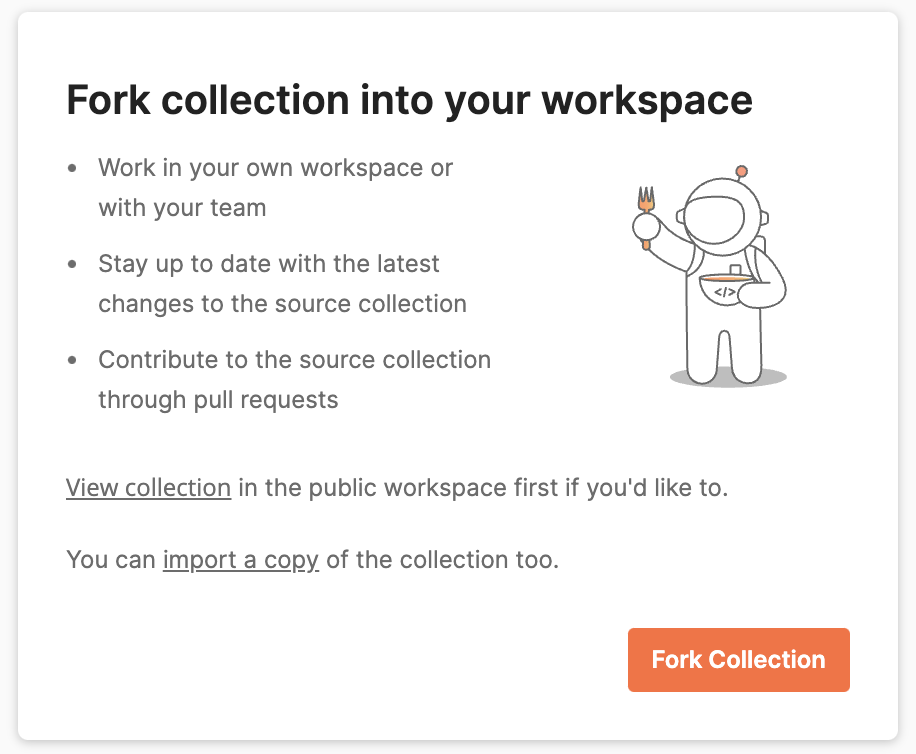 Fork collection into your workspace
• Work in your own workspace or
with your team
• Stay up to date with the latest
changes to the source collection
• Contribute to the source collection
through pull requests
</>
View collection in the public workspace first if you'd like to.
You can import a copy of the collection too.
Fork Collection